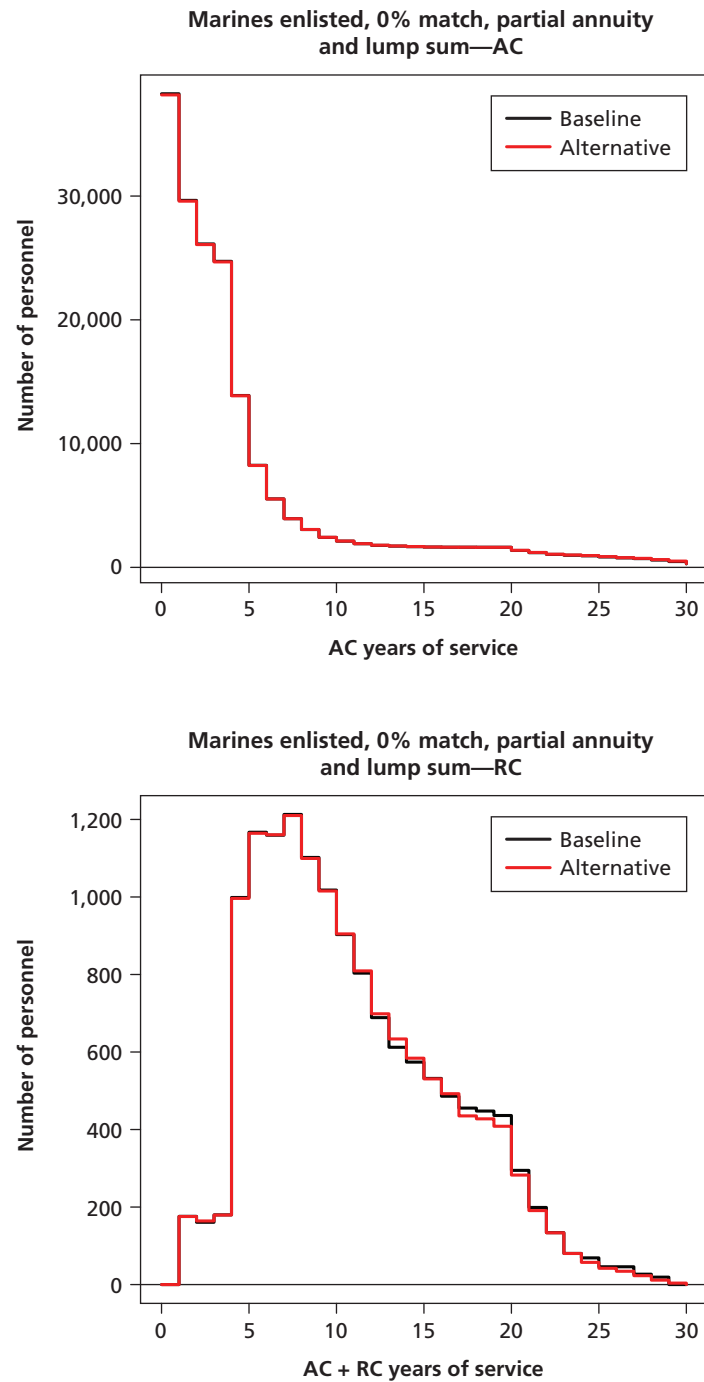 Marines enlisted, 0% match, partial annuity
and lump sum—AC
Baseline
Alternative
Number of personnel
30,000
20,000
10,000
0
0 5 10 15 20 25 30
AC years of service
Marines enlisted, 0% match, partial annuity
and lump sum—RC
Baseline
Alternative
Number of personnel
1,200
1,000
800
600
400
200
0
0 5 10 15 20 25 30
AC + RC years of service